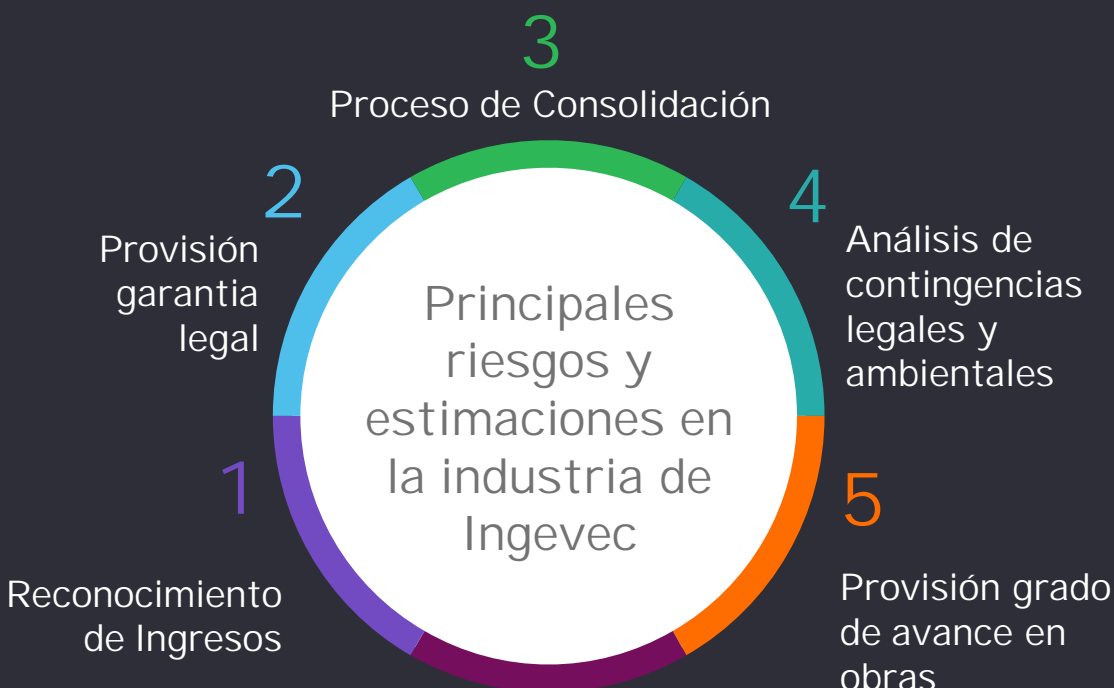 3
Proceso de Consolidación
2
Provisión
garantia
legal
4
Análisis de
contingencias
legales y
ambientales
Principales
riesgos y
estimaciones en
la industria de
Ingevec
1
Reconocimiento
de Ingresos
5
Provisión grado
de avance en
obras